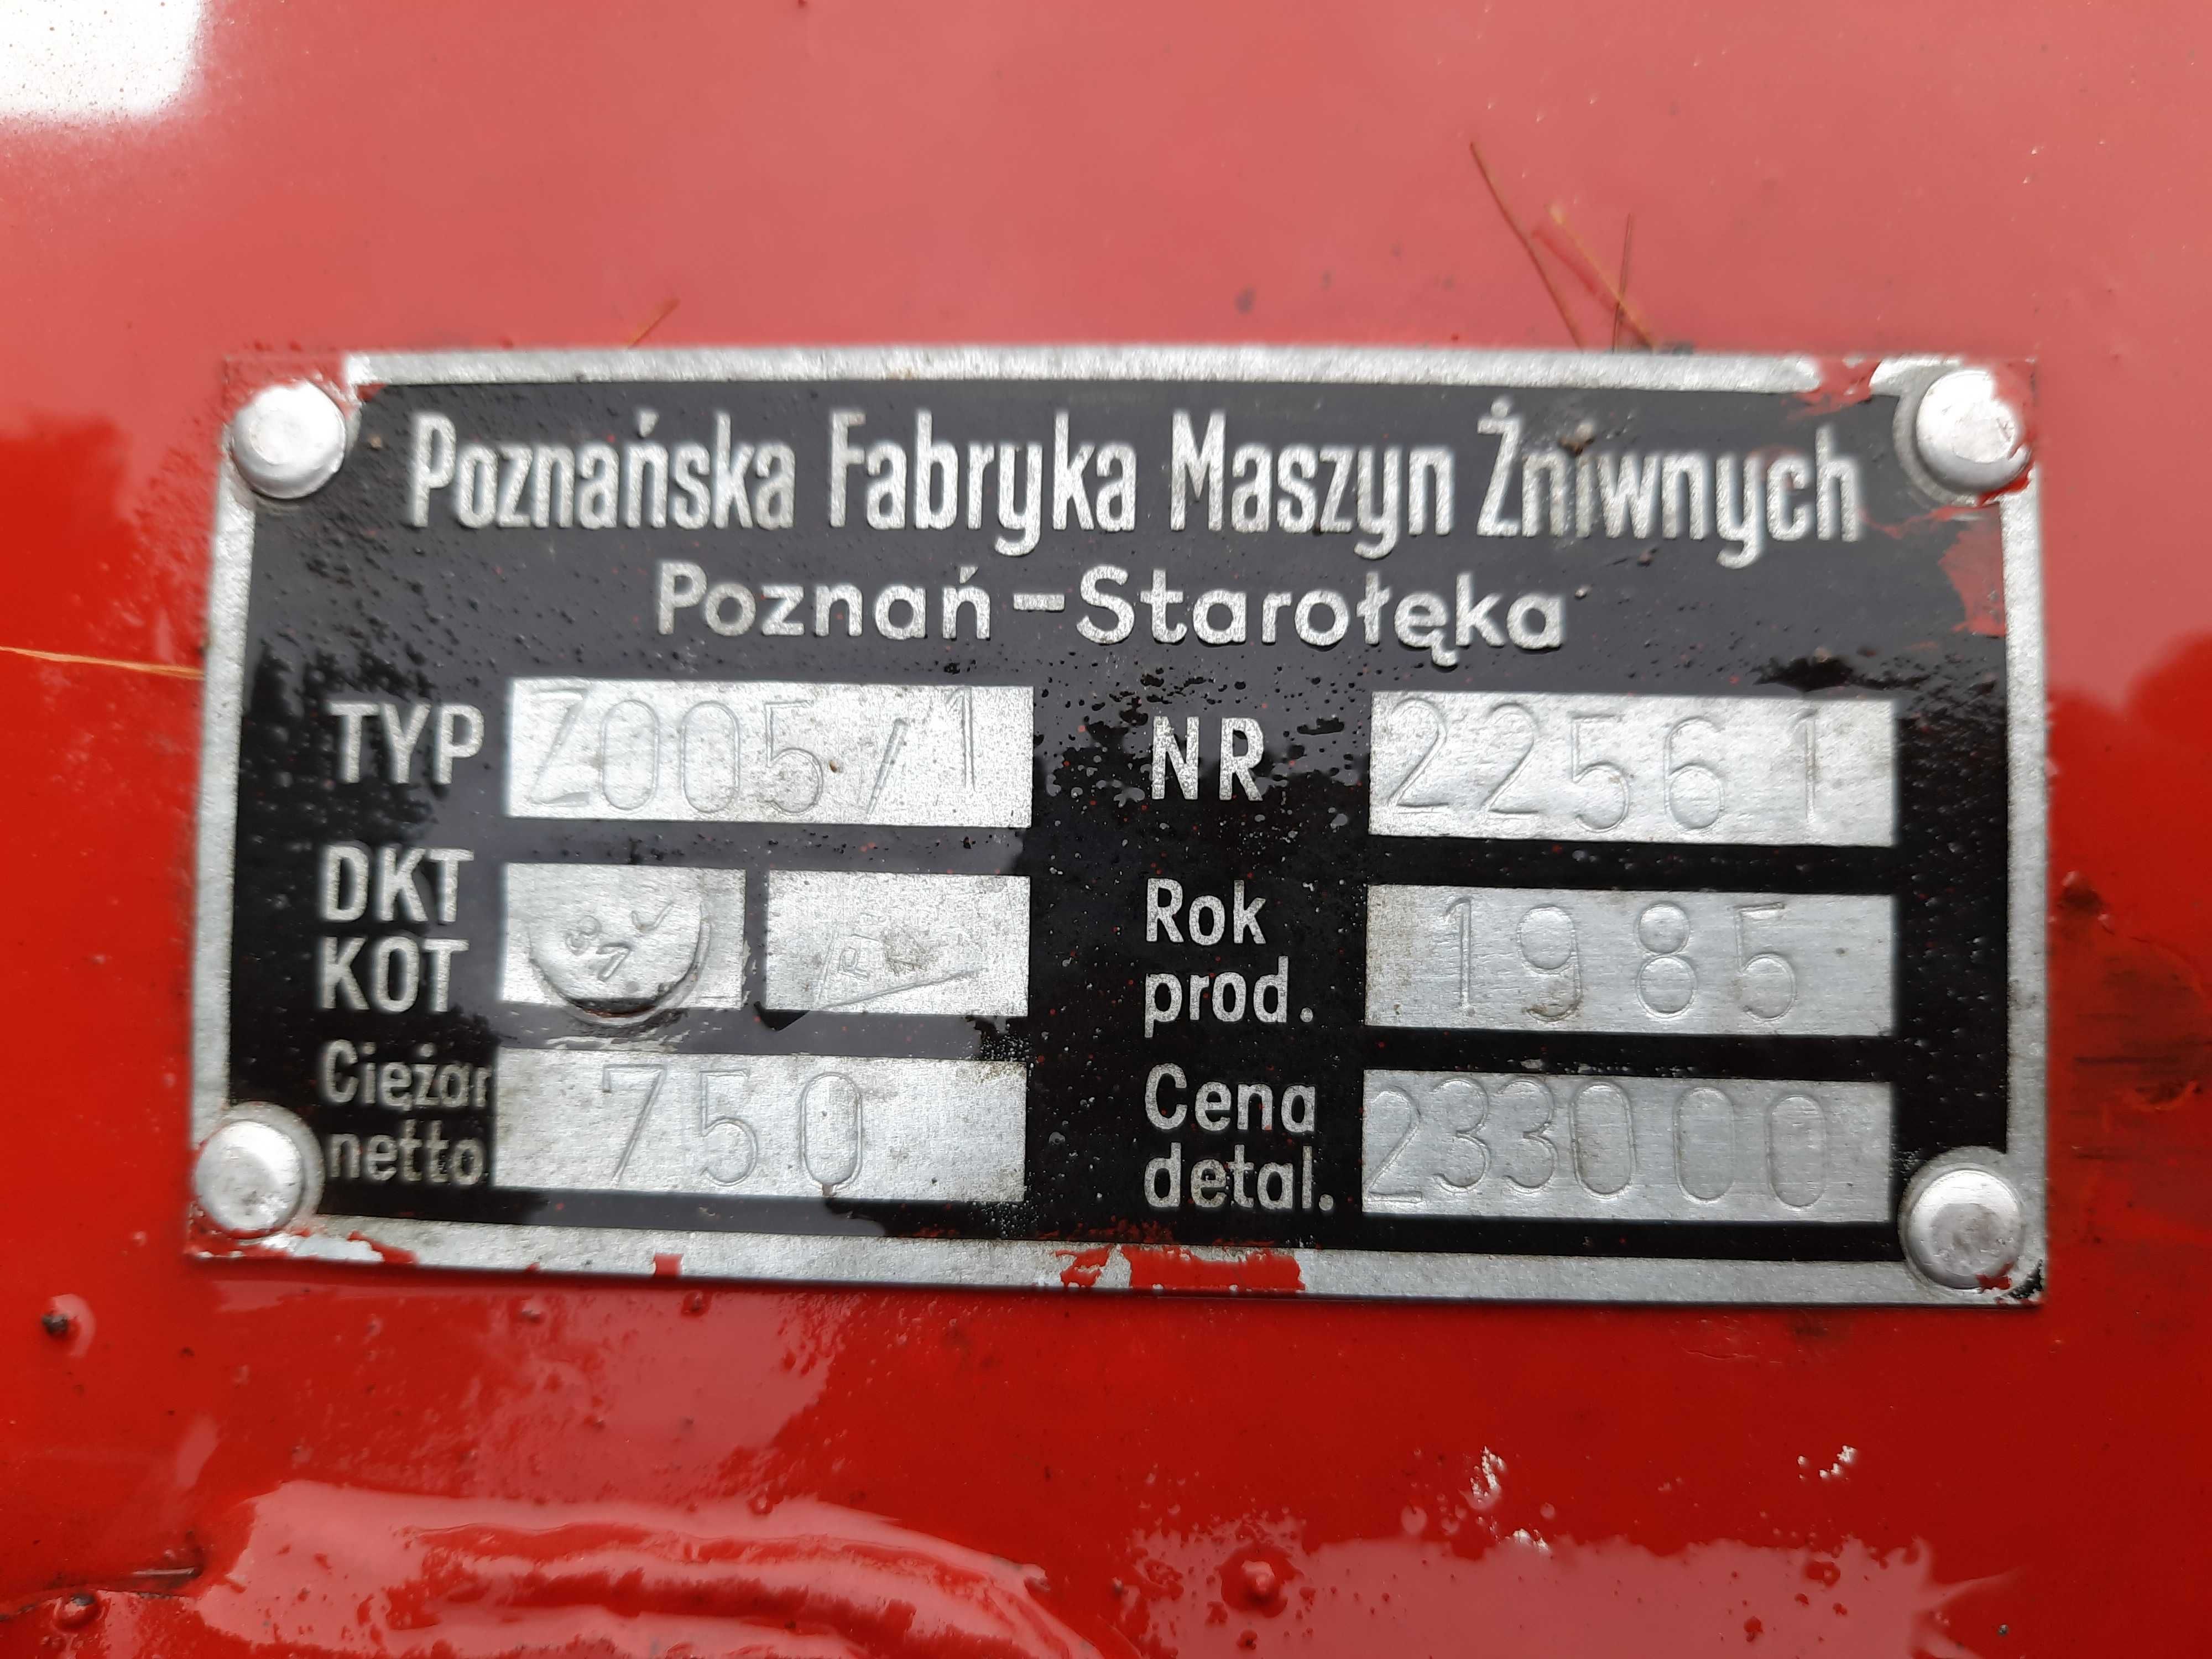 Poznańska Fabryka Maszyn Żniwnych
Poznań-Starołęka
TYP Z005/1 NR 22561
DKT
KOT
Rok
prod. 1985
Ciężar
netto 750
Cena
detal. 233000